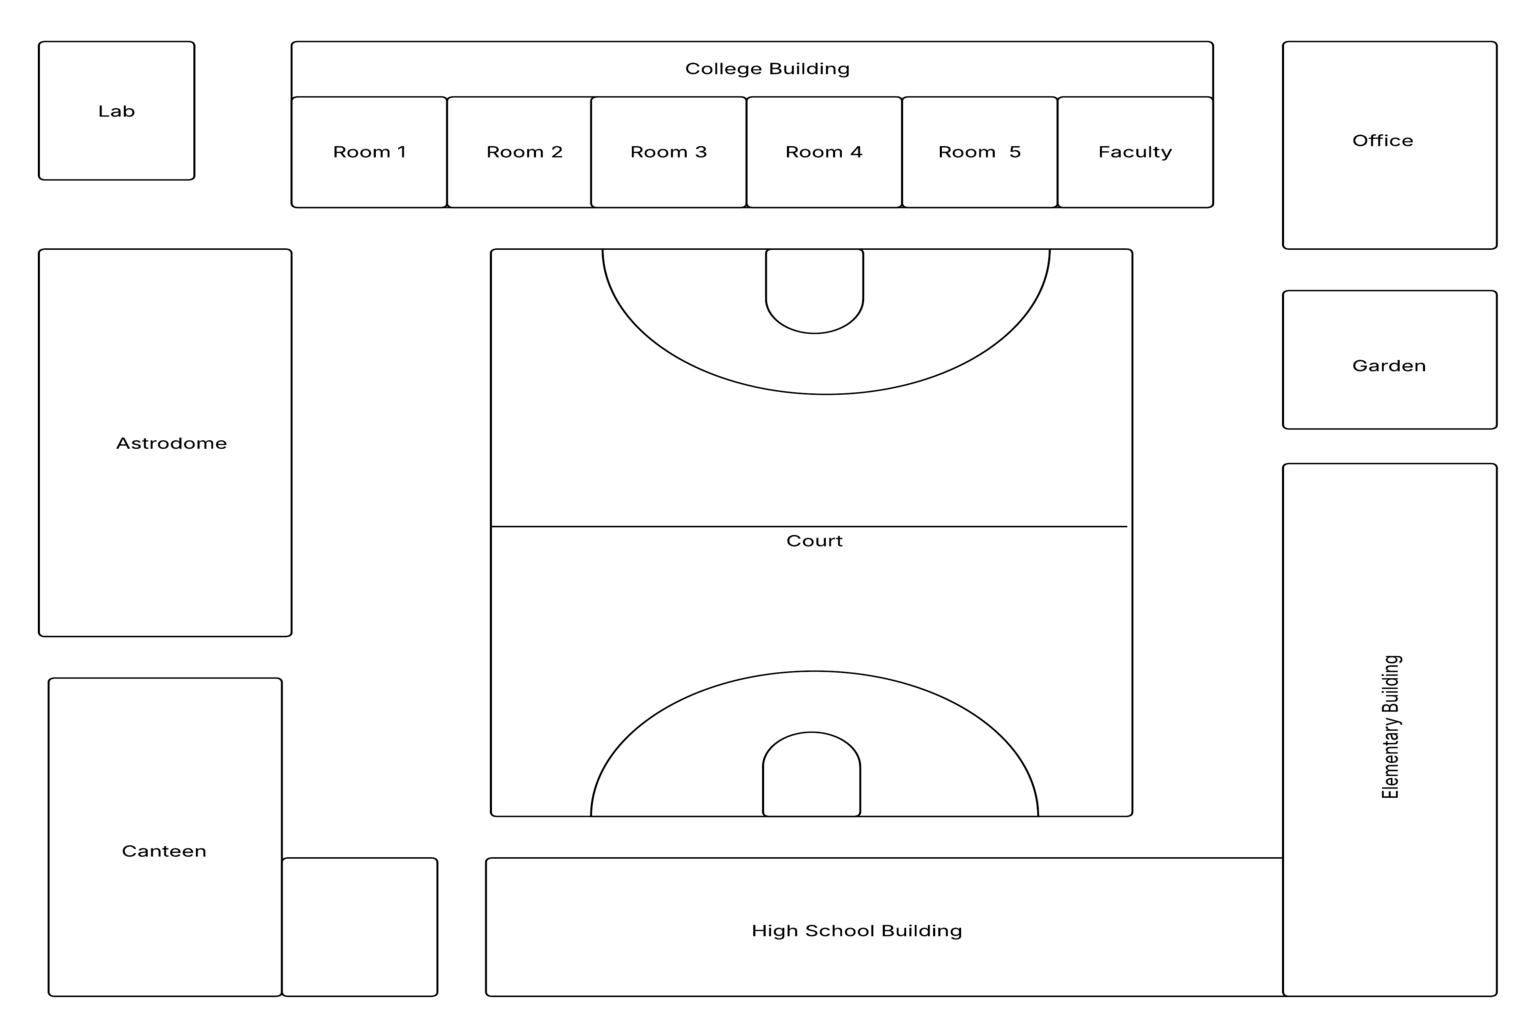 College Building
Lab
Room 1
Room 2
Room 3
Room 4
Room  5
Faculty
Office
Garden
Astrodome
Court
Elementary Building
Canteen
High School Building